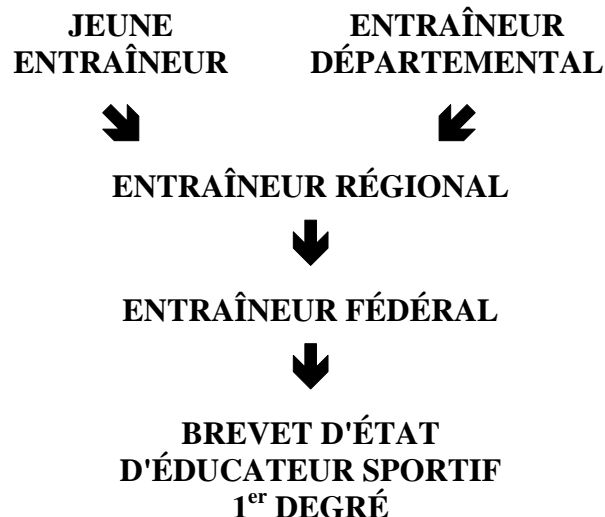 JEUNE
ENTRAÎNEUR
ENTRAÎNEUR
DÉPARTEMENTAL
ENTRAÎNEUR RÉGIONAL
ENTRAÎNEUR FÉDÉRAL
BREVET D'ÉTAT
D'ÉDUCATEUR SPORTIF
1er DEGRÉ